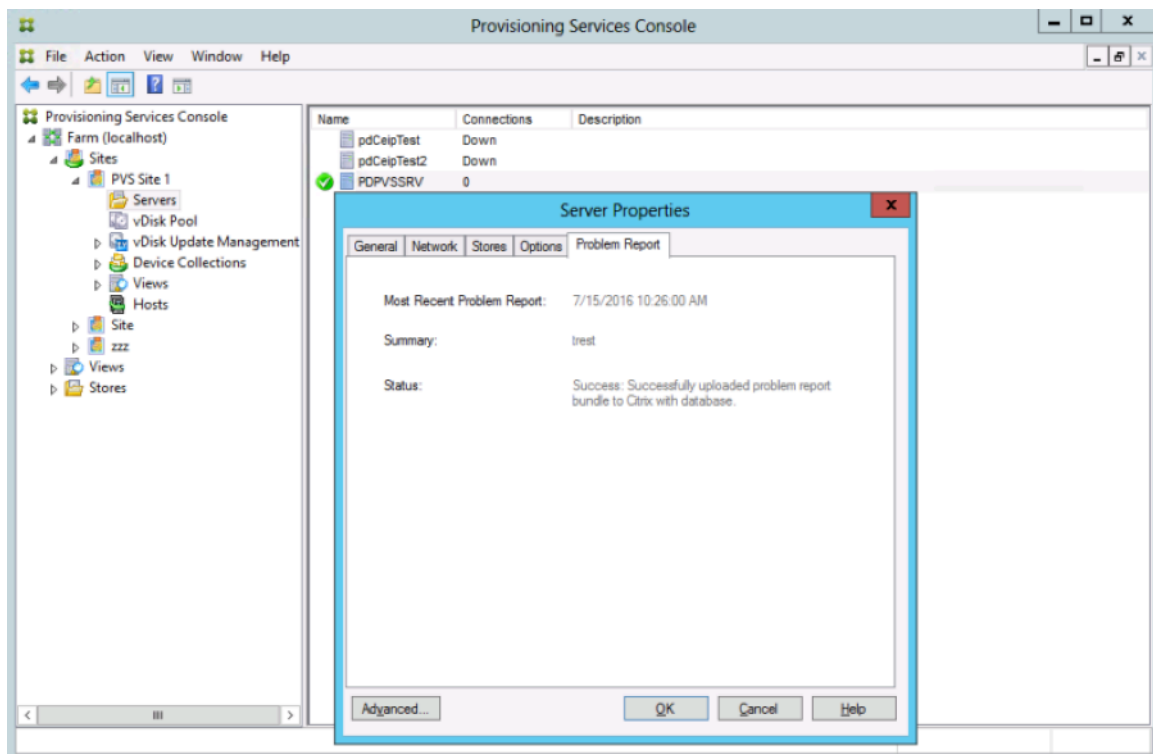 Provisioning Services Console
File Action View Window Help
Provisioning Services Console
Farm (localhost)
Sites
PVS Site 1
Servers
vDisk Pool
vDisk Update Management
Device Collections
Views
Hosts
Site
zzz
Views
Stores
Name Connections Description
pdCeipTest Down
pdCeipTest2 Down
PDPVSSRV 0
Server Properties
General Network Stores Options Problem Report
Most Recent Problem Report: 7/15/2016 10:26:00 AM
Summary: trest
Status: Success: Successfully uploaded problem report
bundle to Citrix with database.
Advanced... OK Cancel Help